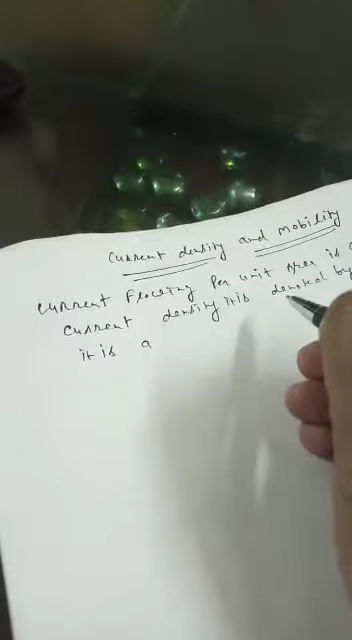 Current density and mobility
Current Flowing Per unit Area is
Current density it is denoted by
it is a